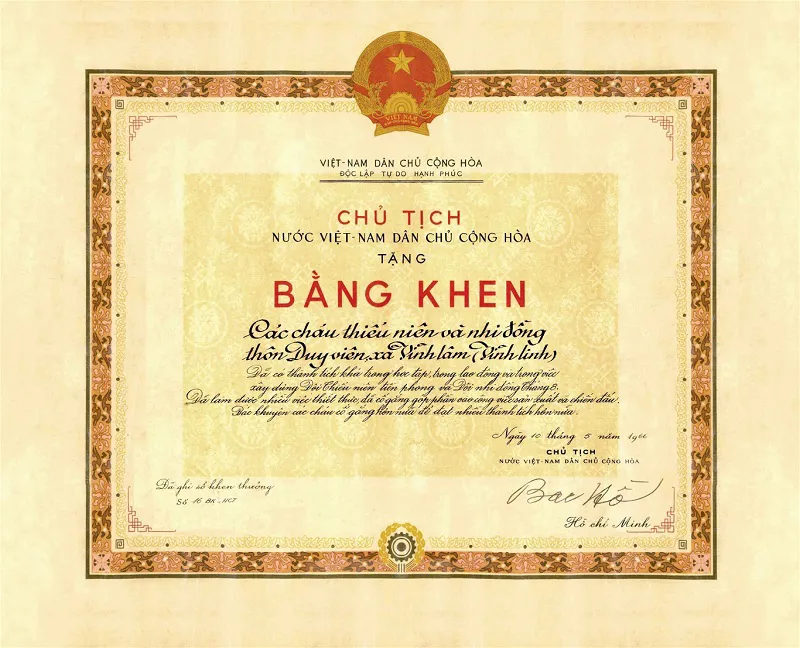 VIỆT-NAM
VIỆT-NAM DÂN CHỦ CỘNG HÒA
ĐỘC LẬP TỰ DO HẠNH PHÚC
CHỦ TỊCH
NƯỚC VIỆT-NAM DÂN CHỦ CỘNG HÒA
TẶNG
BẰNG KHEN
Các cháu thiếu niên và nhi đồng
thôn Duy viên, xã Vĩnh lâm (Vĩnh linh)
Đã có thành tích khá trong học tập, trong lao động và trong việc
xây dựng Đội Thiếu niên tiền phong và Đội nhi đồng Tháng 8.
Đã làm được nhiều việc thiết thực, đã cố gắng góp phần vào công việc sản xuất và chiến đấu.
Bác khuyên các cháu cố gắng hơn nữa để đạt nhiều thành tích hơn nữa.
Ngày 10 tháng 5 năm 1966
CHỦ TỊCH
NƯỚC VIỆT-NAM DÂN CHỦ CỘNG HÒA
Đã ghi sổ khen thưởng
Số 16 BK-HCT
Bac Hồ
Hồ chí Minh